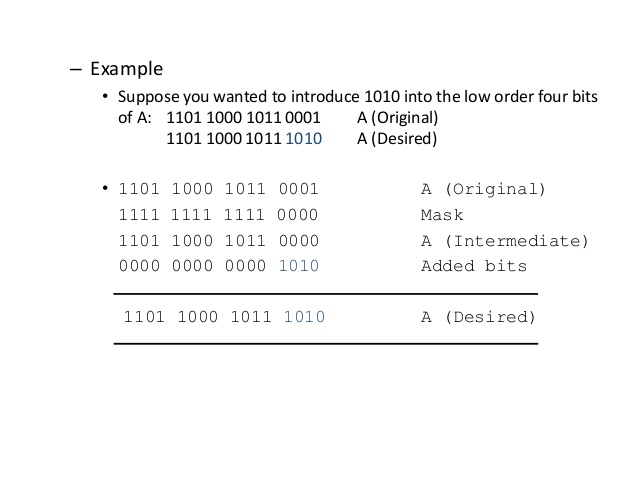 – Example
• Suppose you wanted to introduce 1010 into the low order four bits
of A: 1101 1000 1011 0001 A (Original)
1101 1000 1011 1010 A (Desired)
• 1101 1000 1011 0001 A (Original)
1111 1111 1111 0000 Mask
1101 1000 1011 0000 A (Intermediate)
0000 0000 0000 1010 Added bits
1101 1000 1011 1010 A (Desired)